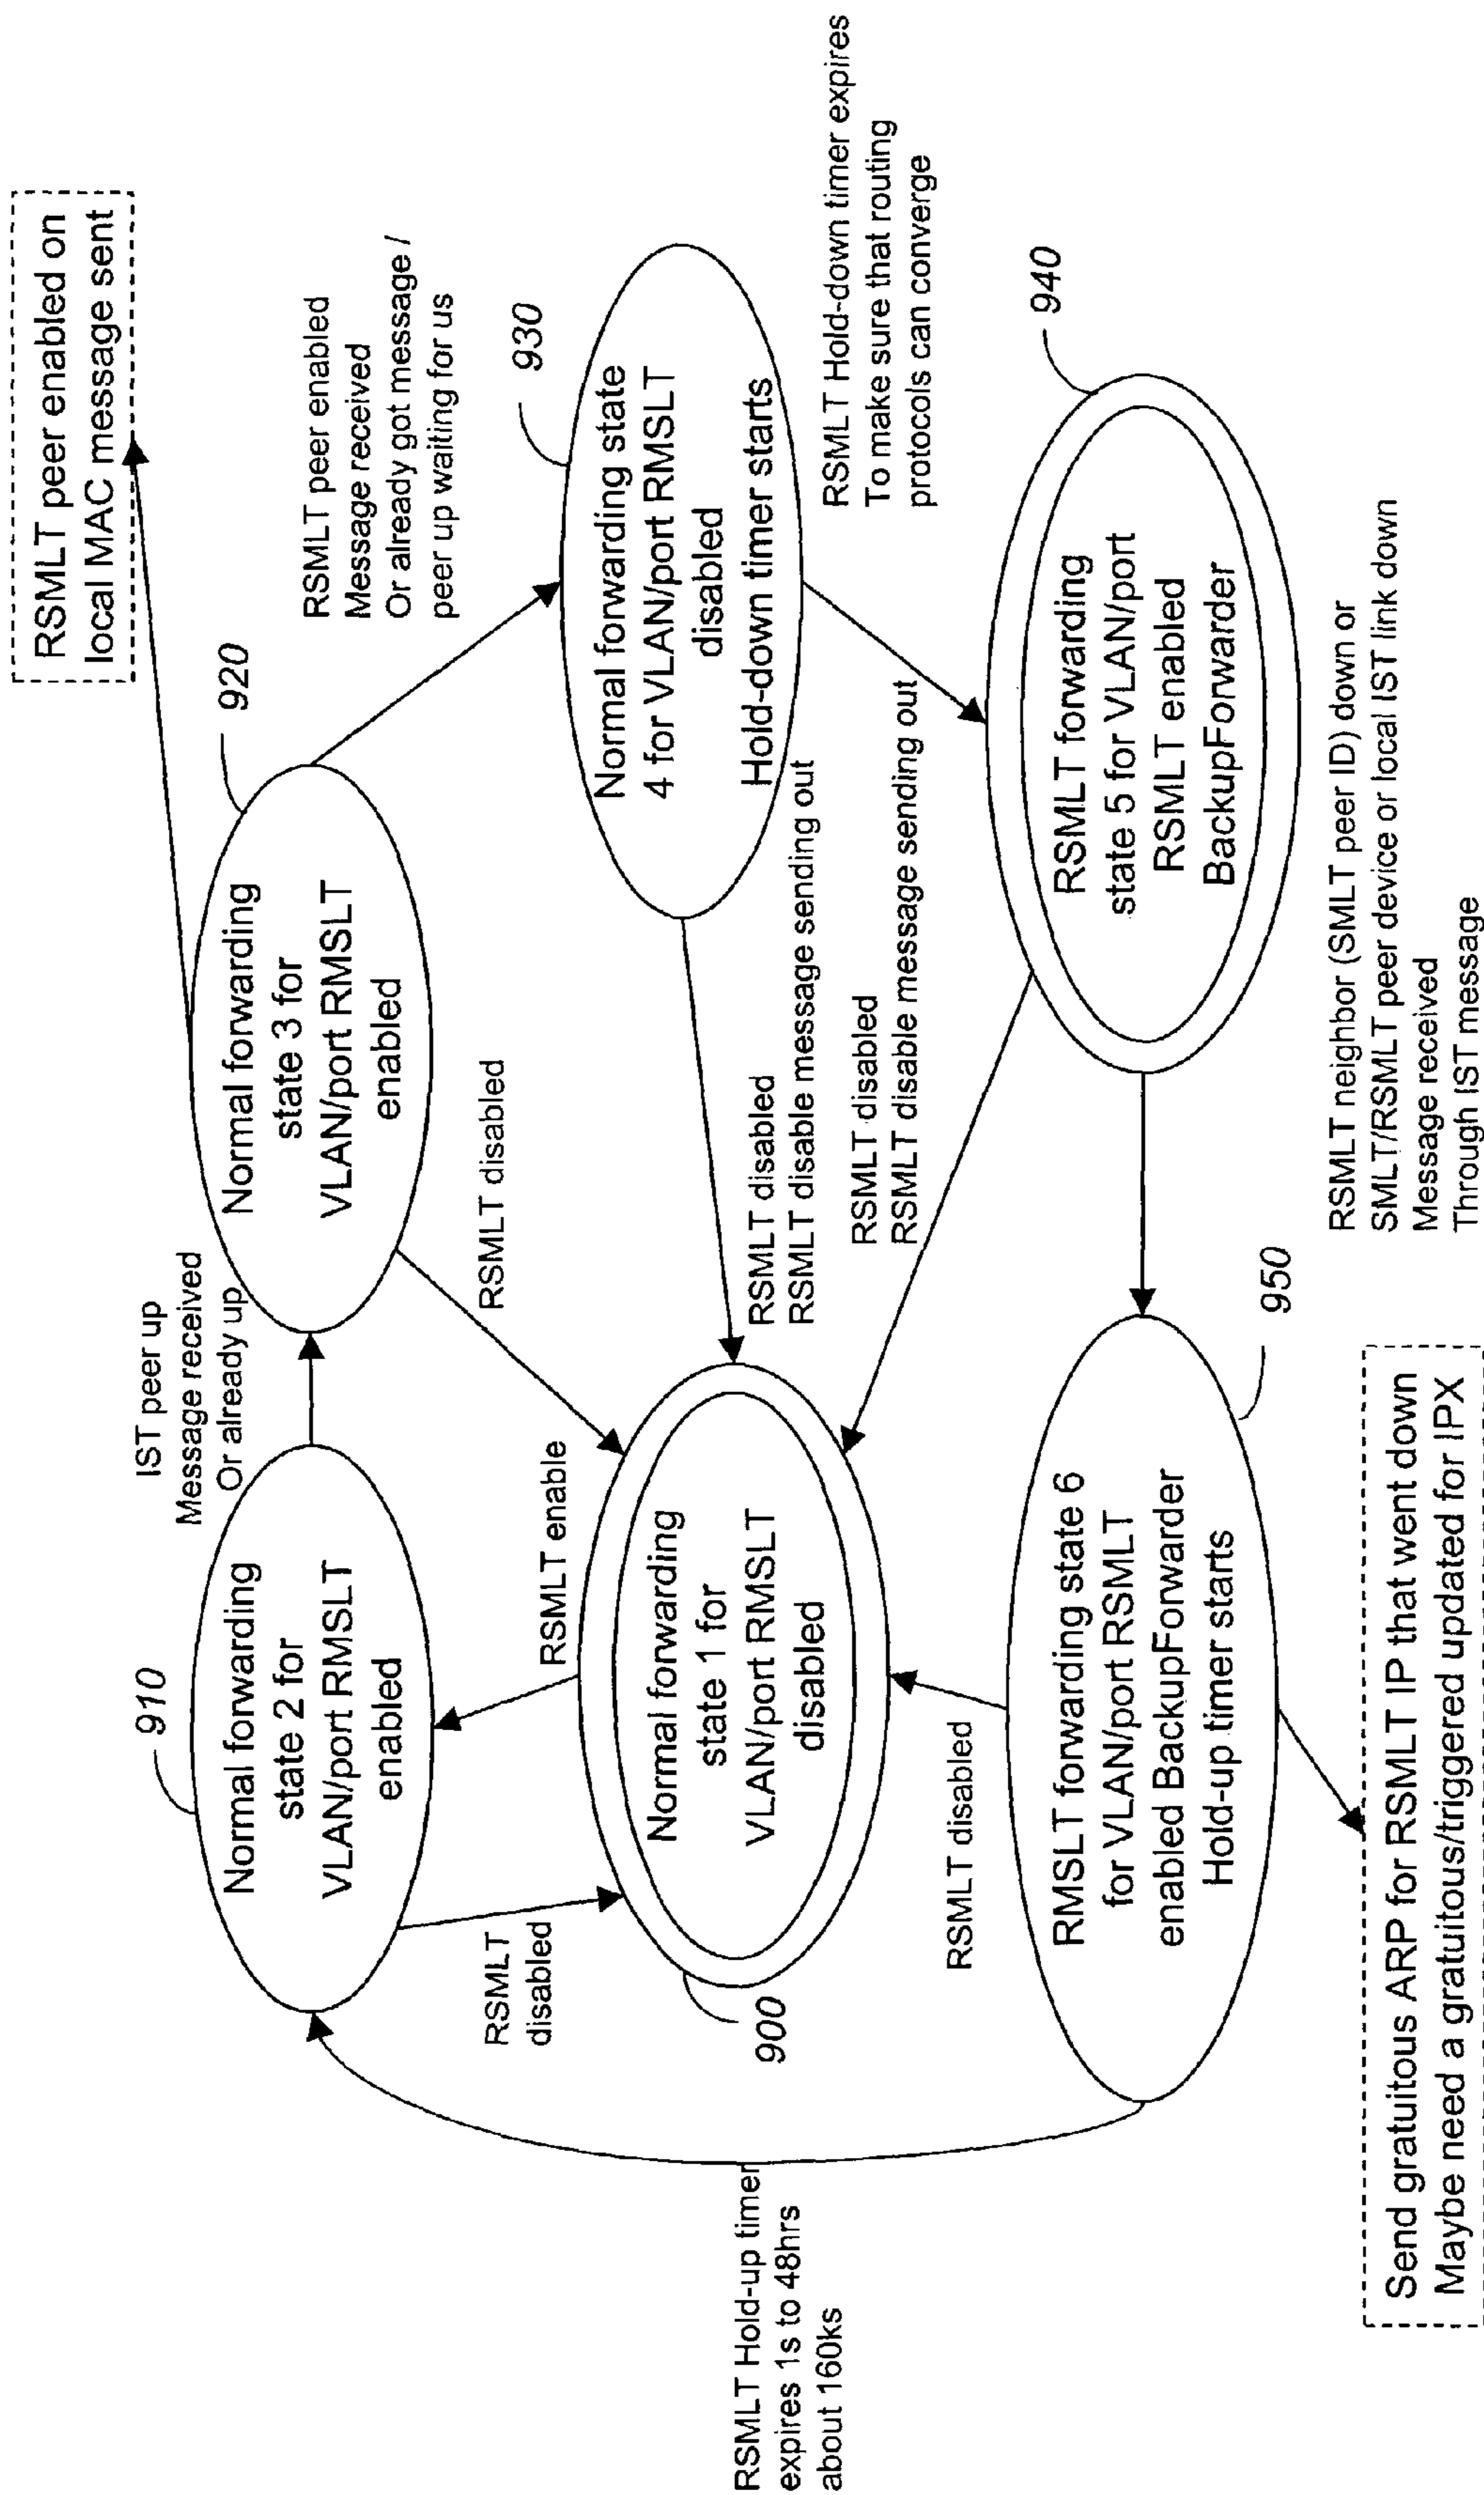 RSMLT peer enabled on
local MAC message sent
IST peer up
Message received
Or already up
910
Normal forwarding
state 2 for
VLAN/port RMSLT
enabled
920
Normal forwarding
state 3 for
VLAN/port RMSLT
enabled
RSMLT peer enabled
Message received
Or already got message /
peer up waiting for us
RSMLT
disabled
RSMLT enable
RSMLT disabled
930
Normal forwarding state
4 for VLAN/port RMSLT
disabled
Hold-down timer starts
900
Normal forwarding
state 1 for
VLAN/port RMSLT
disabled
RSMLT disabled
RSMLT disable message sending out
RSMLT Hold-down timer expires
To make sure that routing
protocols can converge
RSMLT Hold-up timer
expires 1s to 48hrs
about 160ks
RSMLT disabled
RSMLT disable message sending out
RSMLT disabled
940
RSMLT forwarding
state 5 for VLAN/port
RSMLT enabled
BackupForwarder
RMSLT forwarding state 6
for VLAN/port RSMLT
enabled BackupForwarder
Hold-up timer starts
950
RSMLT neighbor (SMLT peer ID) down or
SMLT/RSMLT peer device or local IST link down
Message received
Through IST message
Send gratuitous ARP for RSMLT IP that went down
Maybe need a gratuitous/triggered updated for IPX